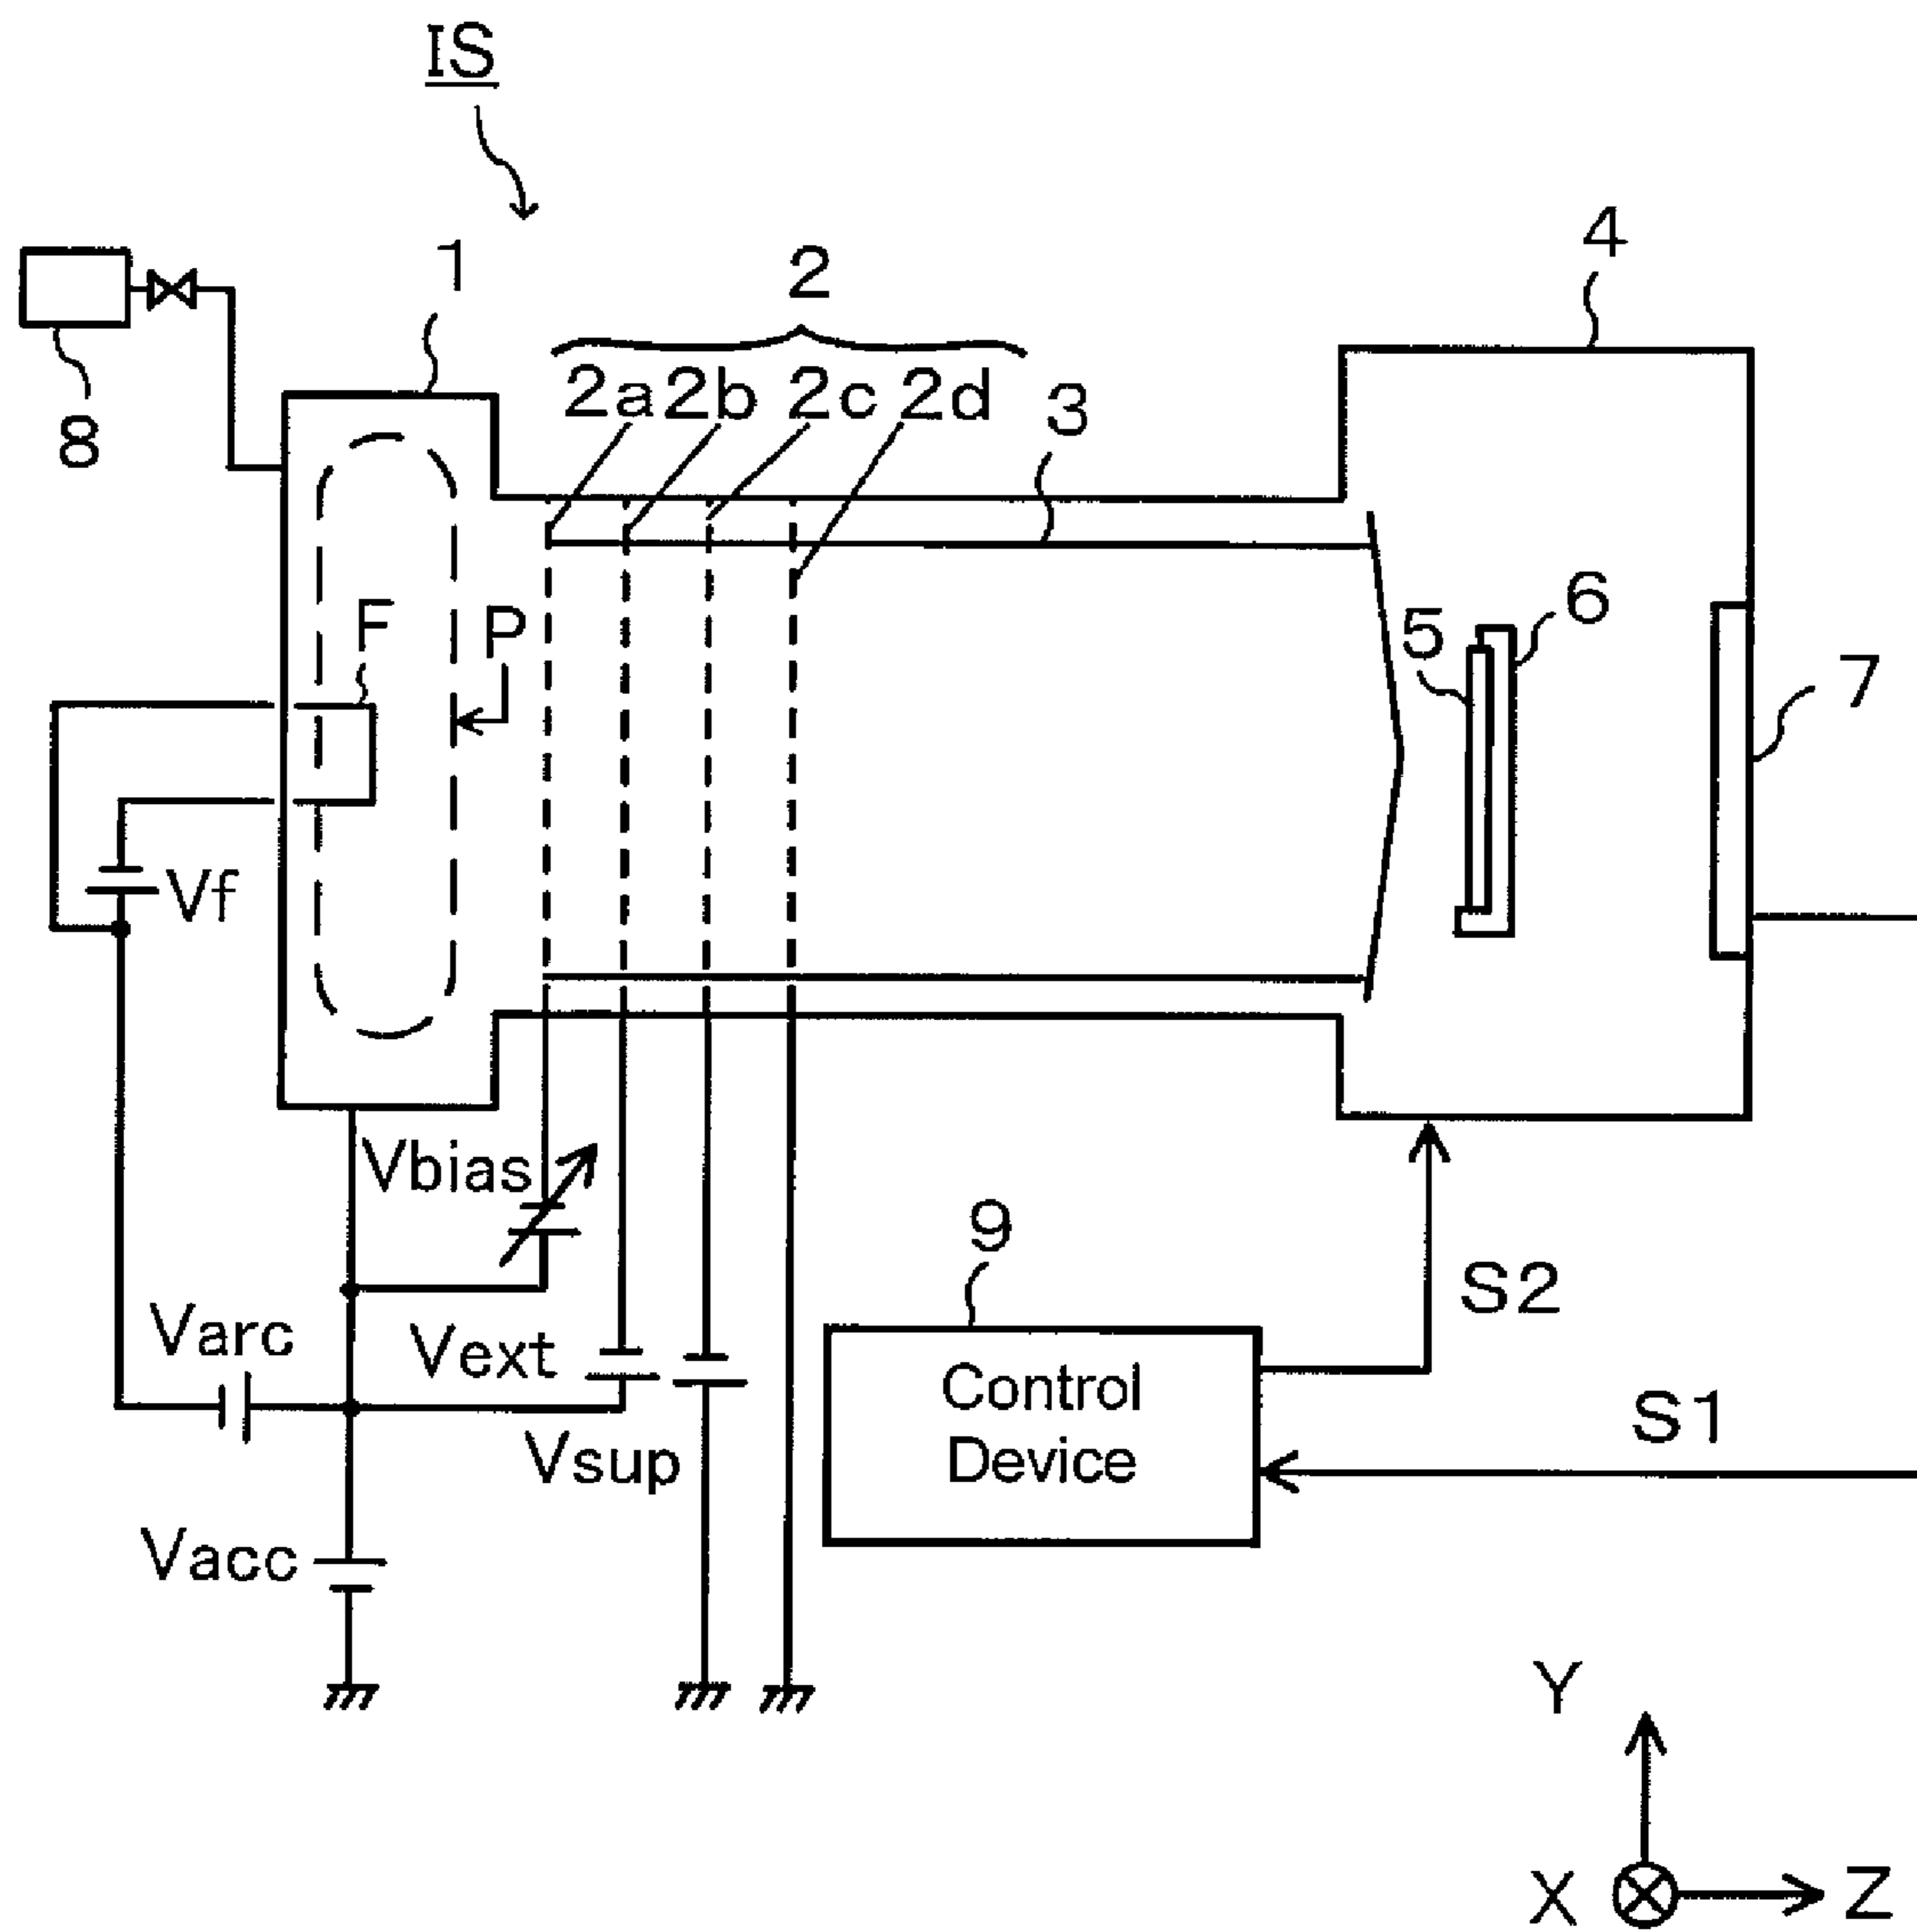 IS
1
2
4
2a 2b 2c 2d
3
8
F
P
5
6
7
Vf
Vbias
9
S2
Varc
Vext
Control
Device
S1
Vsup
Vacc
Y
X
Z